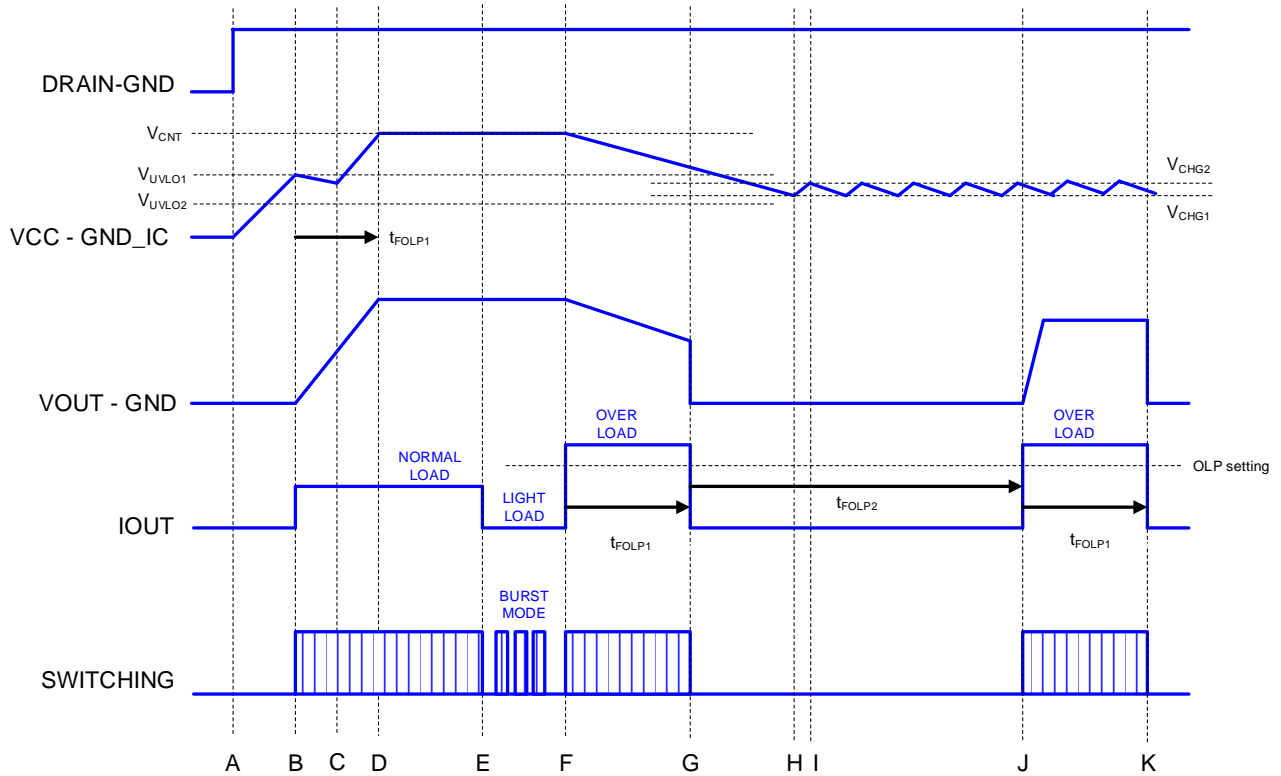 DRAIN-GND
VCNT
VUVLO1
VCHG2
VUVLO2
VCHG1
VCC - GND_IC
tFOLP1
VOUT - GND
OVER
LOAD
OVER
LOAD
NORMAL
LOAD
OLP setting
LIGHT
LOAD
tFOLP2
IOUT
tFOLP1
tFOLP1
BURST
MODE
SWITCHING
A B C D E F G H I J K